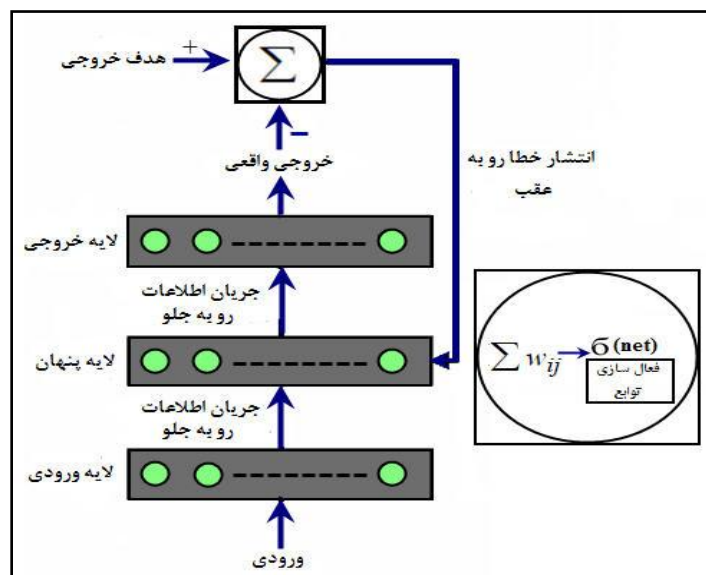 هدف خروجی
+
∑
−
خروجی واقعی
انتشار خطا رو به
عقب
لایه خروجی
جریان اطلاعات
رو به جلو
لایه پنهان
∑ wij
б(net)
فعال سازی
توابع
جریان اطلاعات
رو به جلو
لایه ورودی
ورودی